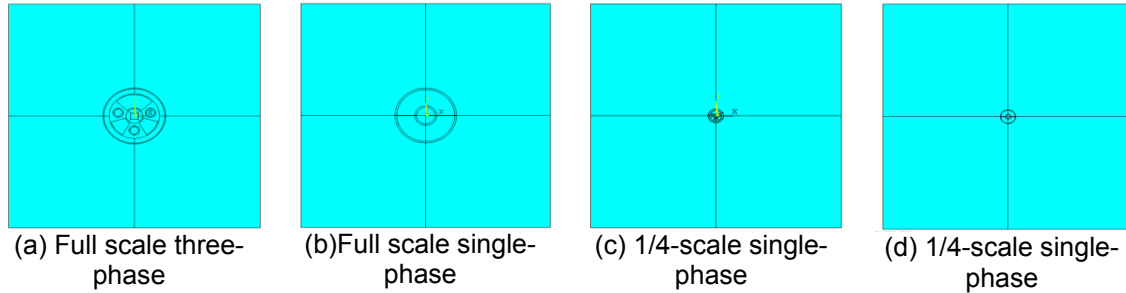 (a) Full scale three-
phase
(b)Full scale single-
phase
(c) 1/4-scale single-
phase
(d) 1/4-scale single-
phase
X
X